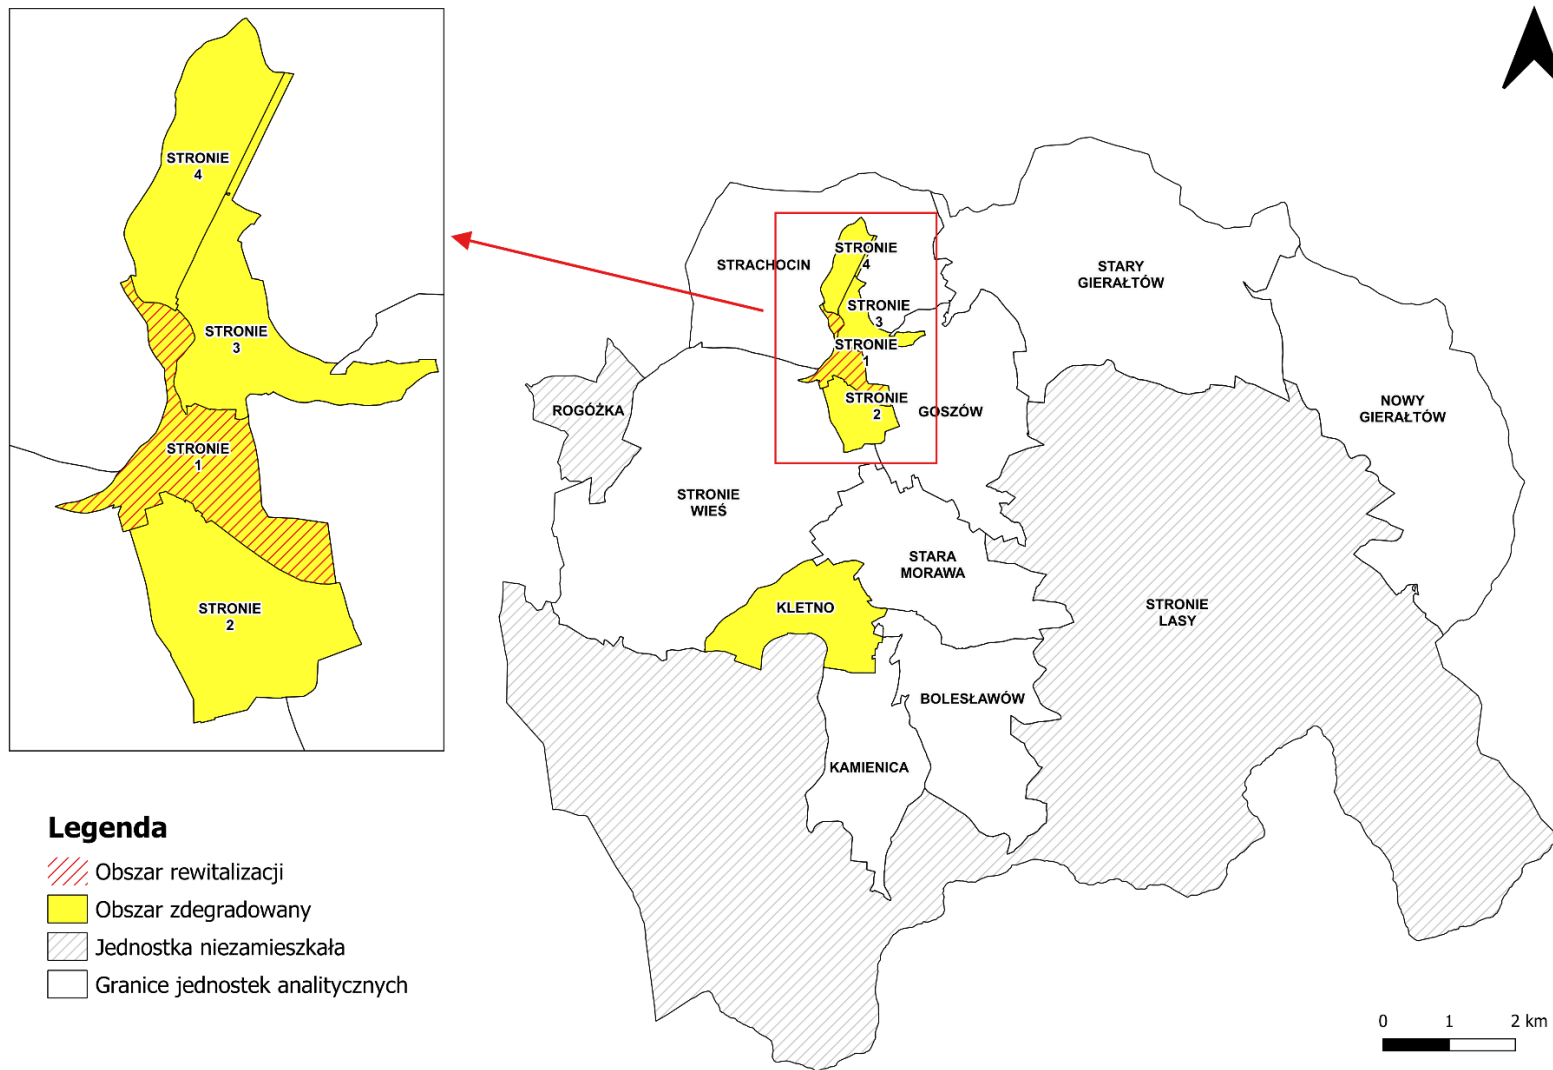 STRONIE
4
STRONIE
3
STRONIE
1
STRONIE
2
STRACHOCIN
STRONIE
4
STRONIE
3
STRONIE
1
STRONIE
2
GOSZÓW
STARY
GIERAŁTÓW
NOWY
GIERAŁTÓW
ROGÓŻKA
STRONIE
WIEŚ
STARA
MORAWA
KLETNO
STRONIE
LASY
BOLESŁAWÓW
KAMIENICA
Legenda
Obszar rewitalizacji
Obszar zdegradowany
Jednostka niezamieszkała
Granice jednostek analitycznych
0 1 2 km